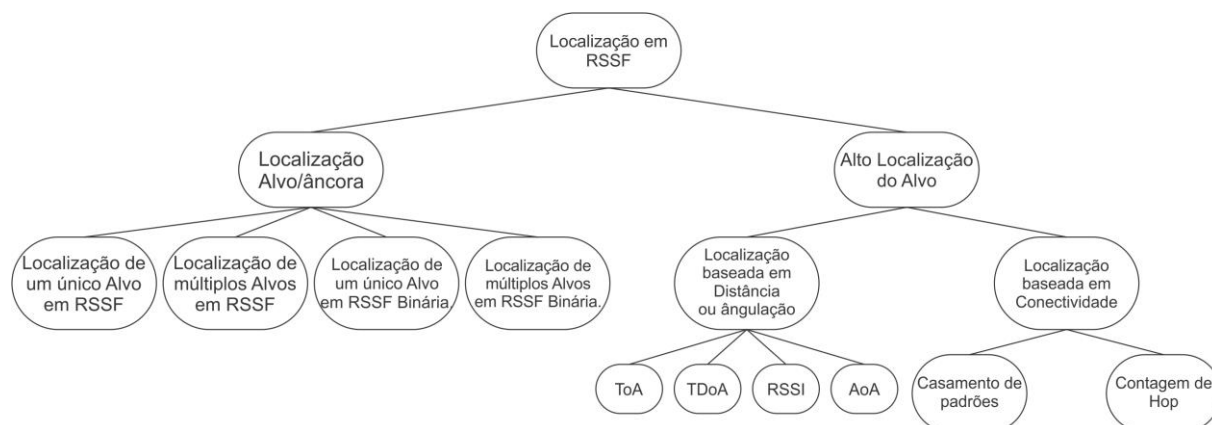 Localização em
RSSF
Localização
Alvo/âncora
Alto Localização
do Alvo
Localização de
um único Alvo
em RSSF
Localização de
múltiplos Alvos
em RSSF
Localização de
um único Alvo
em RSSF Binária.
Localização de
múltiplos Alvos
em RSSF Binária.
Localização
baseada em
Distância
ou ângulação
Localização
baseada em
Conectividade
ToA
TDoA
RSSI
AoA
Casamento de
padrões
Contagem de
Hop